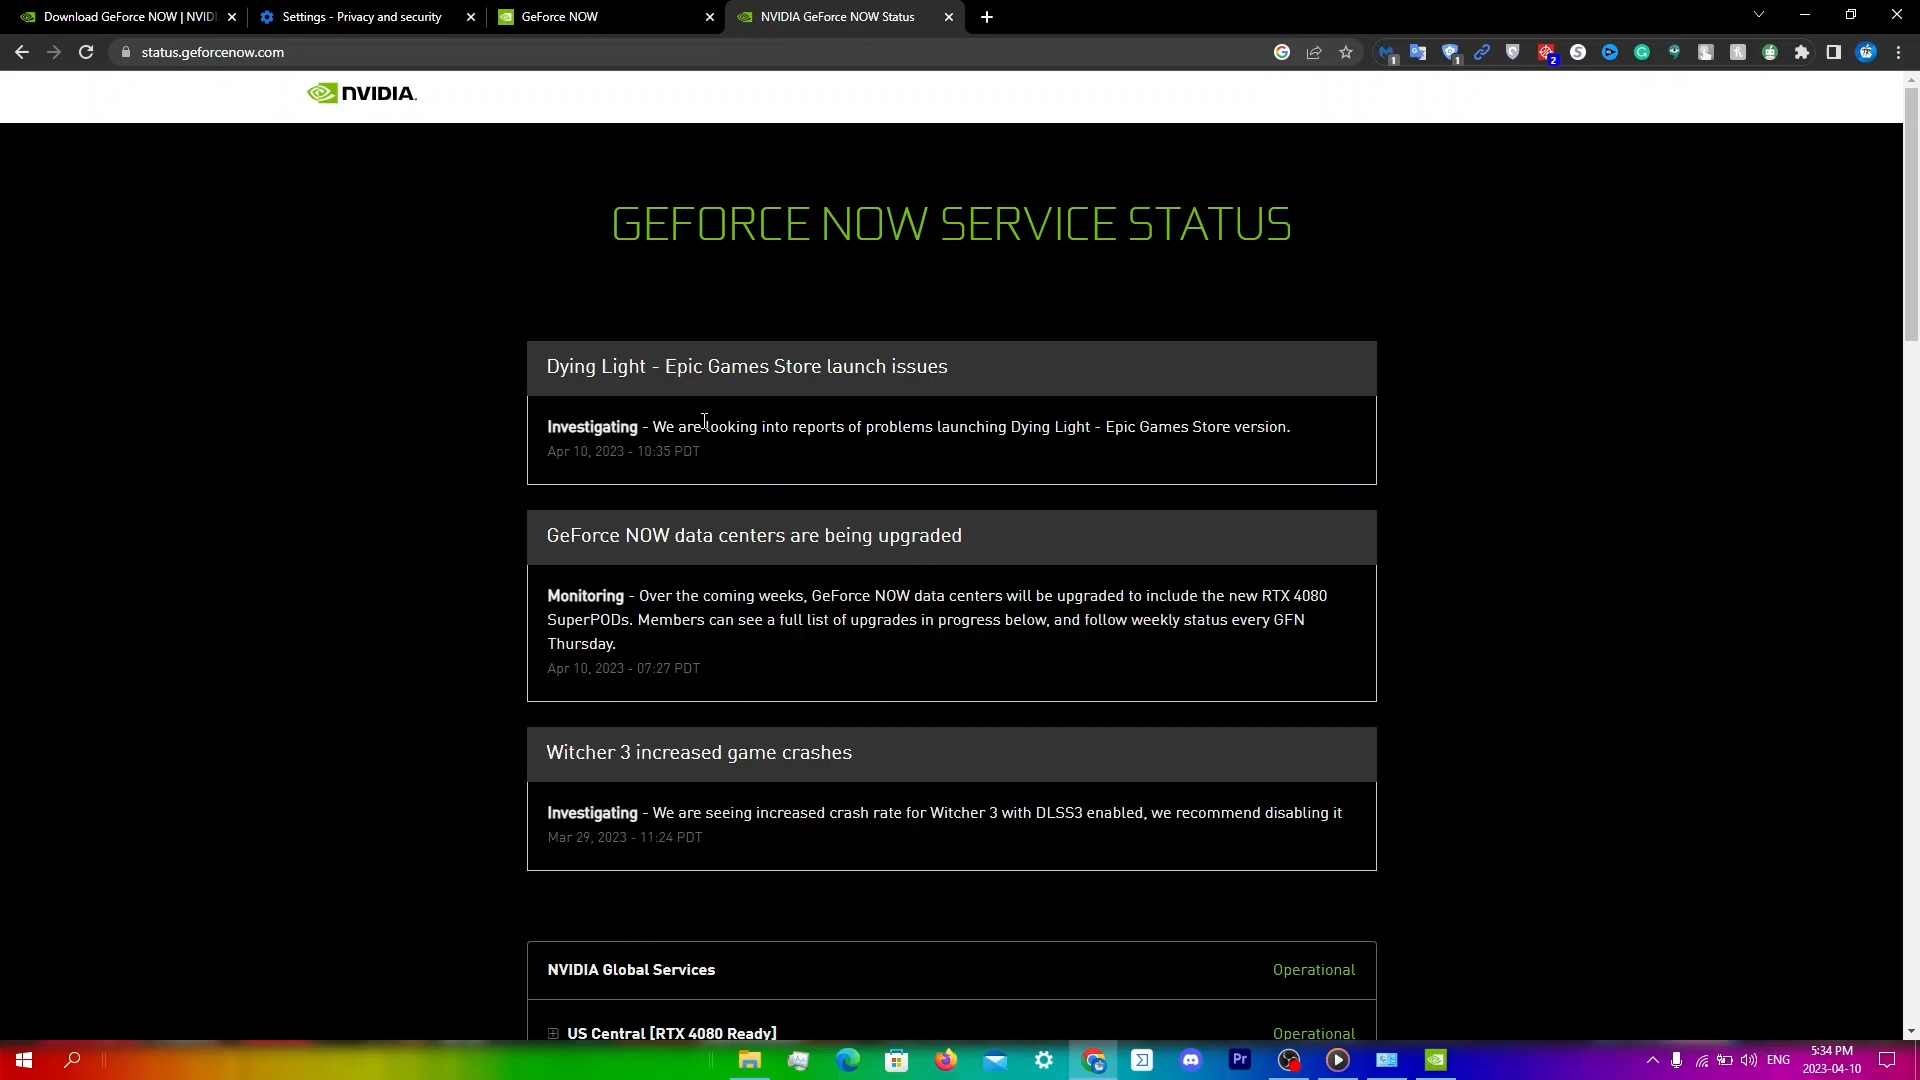 Download GeForce NOW | NVIDI
Settings - Privacy and security
GeForce NOW
NVIDIA GeForce NOW Status
status.geforcenow.com
1
1
2
NVIDIA.
GEFORCE NOW SERVICE STATUS
Dying Light - Epic Games Store launch issues
Investigating - We are looking into reports of problems launching Dying Light - Epic Games Store version.
Apr 10, 2023 - 10:35 PDT
GeForce NOW data centers are being upgraded
Monitoring - Over the coming weeks, GeForce NOW data centers will be upgraded to include the new RTX 4080
SuperPODs. Members can see a full list of upgrades in progress below, and follow weekly status every GFN
Thursday.
Apr 10, 2023 - 07:27 PDT
Witcher 3 increased game crashes
Investigating - We are seeing increased crash rate for Witcher 3 with DLSS3 enabled, we recommend disabling it
Mar 29, 2023 - 11:24 PDT
NVIDIA Global Services Operational
US Central [RTX 4080 Ready] Operational
Pr
ENG
5:34 PM
2023-04-10